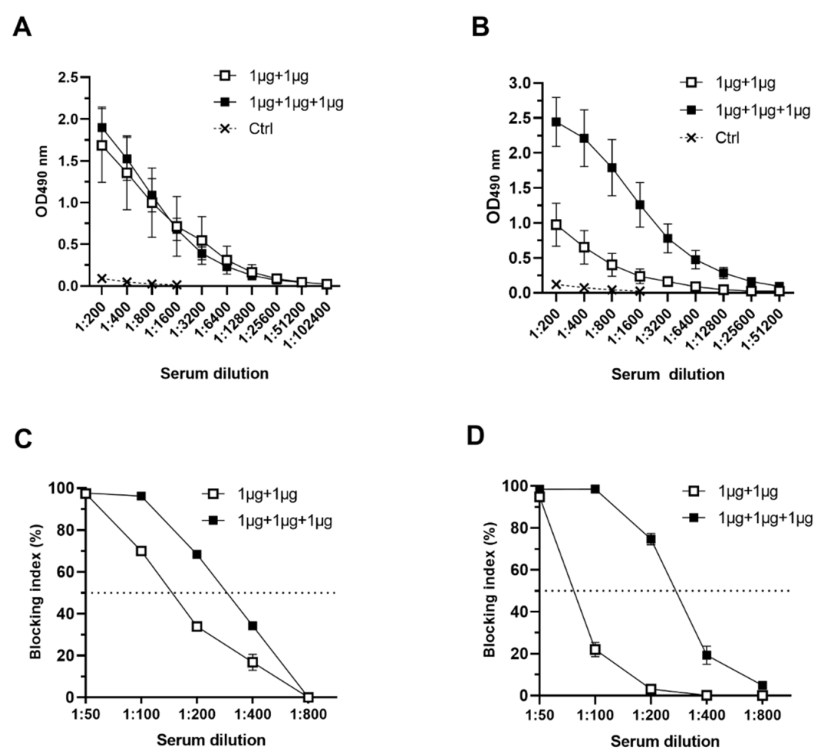 A
1µg+1µg
1µg+1µg+1µg
Ctrl
OD490 nm
2.5
2.0
1.5
1.0
0.5
0.0
1:200
1:400
1:800
1:1600
1:3200
1:6400
1:12800
1:25600
1:51200
1:102400
Serum dilution
B
1µg+1µg
1µg+1µg+1µg
Ctrl
OD490 nm
3.0
2.5
2.0
1.5
1.0
0.5
0.0
1:200
1:400
1:800
1:1600
1:3200
1:6400
1:12800
1:25600
1:51200
Serum dilution
C
1µg+1µg
1µg+1µg+1µg
Blocking index (%)
100
80
60
40
20
0
1:50
1:100
1:200
1:400
1:800
Serum dilution
D
1µg+1µg
1µg+1µg+1µg
Blocking index (%)
100
80
60
40
20
0
1:50
1:100
1:200
1:400
1:800
Serum dilution